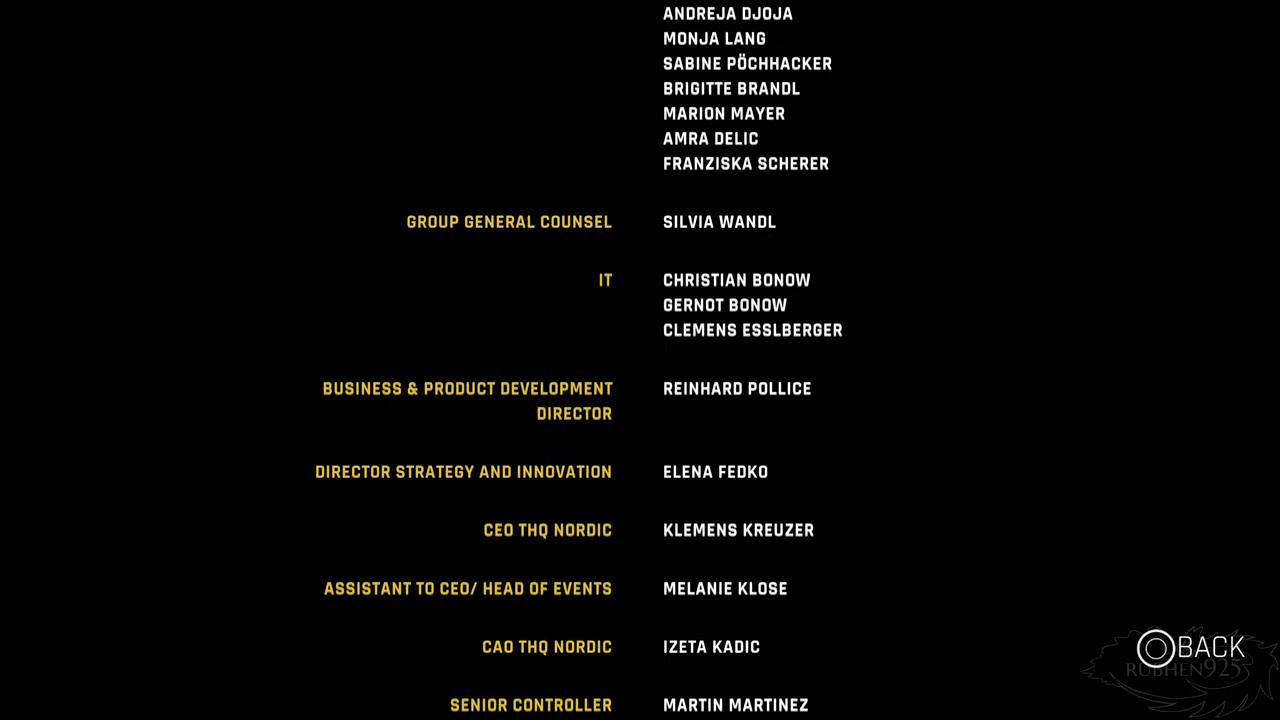 ANDREJA DJOJA
MONJA LANG
SABINE PÖCHHACKER
BRIGITTE BRANDL
MARION MAYER
AMRA DELIC
FRANZISKA SCHERER
GROUP GENERAL COUNSEL SILVIA WANDL
IT CHRISTIAN BONOW
GERNOT BONOW
CLEMENS ESSLBERGER
BUSINESS & PRODUCT DEVELOPMENT REINHARD POLLICE
DIRECTOR
DIRECTOR STRATEGY AND INNOVATION ELENA FEDKO
CEO THQ NORDIC KLEMENS KREUZER
ASSISTANT TO CEO/ HEAD OF EVENTS MELANIE KLOSE
CAO THQ NORDIC IZETA KADIC
BACK
RUBHEN925
SENIOR CONTROLLER MARTIN MARTINEZ